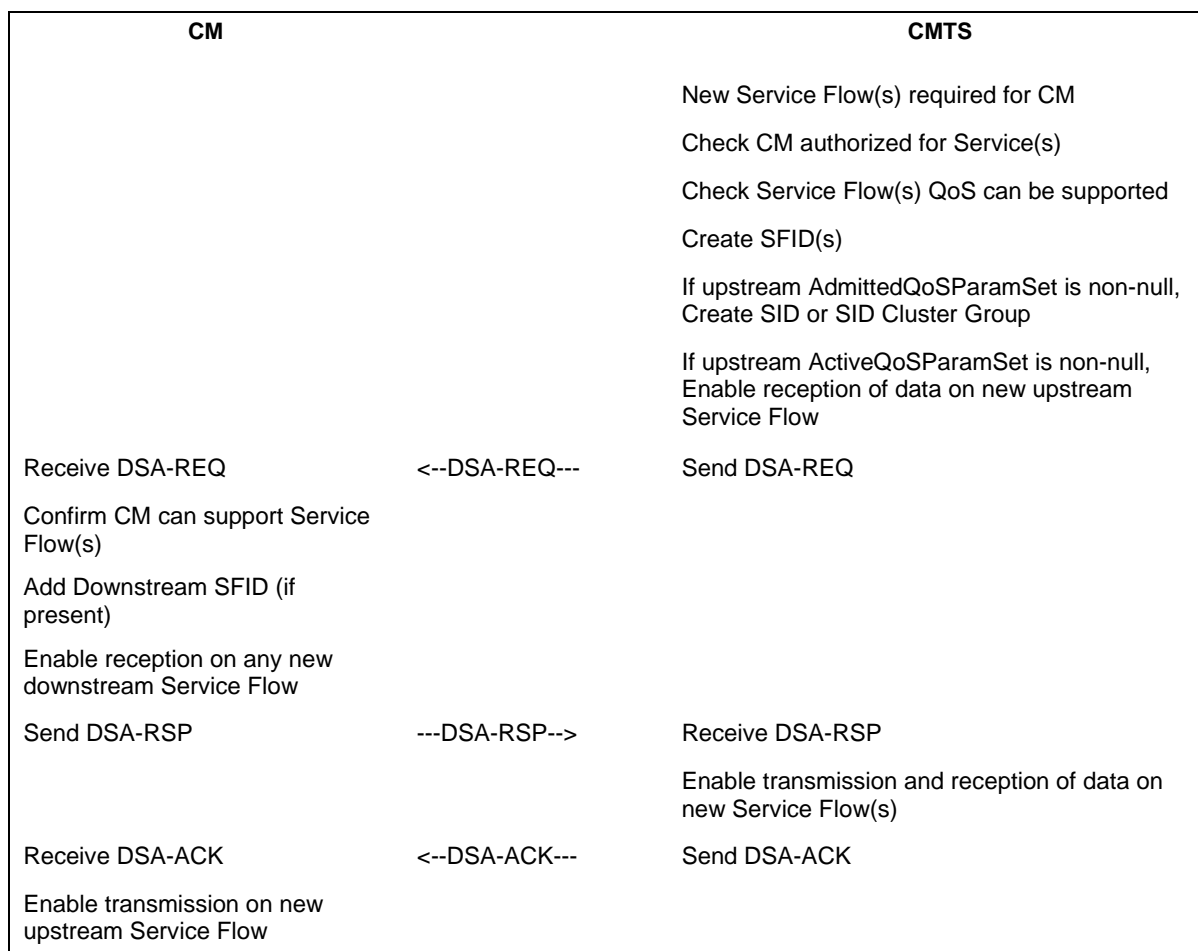 CM CMTS
New Service Flow(s) required for CM
Check CM authorized for Service(s)
Check Service Flow(s) QoS can be supported
Create SFID(s)
If upstream AdmittedQoSParamSet is non-null,
Create SID or SID Cluster Group
If upstream ActiveQoSParamSet is non-null,
Enable reception of data on new upstream
Service Flow
Receive DSA-REQ <--DSA-REQ--- Send DSA-REQ
Confirm CM can support Service
Flow(s)
Add Downstream SFID (if
present)
Enable reception on any new
downstream Service Flow
Send DSA-RSP ---DSA-RSP--> Receive DSA-RSP
Enable transmission and reception of data on
new Service Flow(s)
Receive DSA-ACK <--DSA-ACK--- Send DSA-ACK
Enable transmission on new
upstream Service Flow